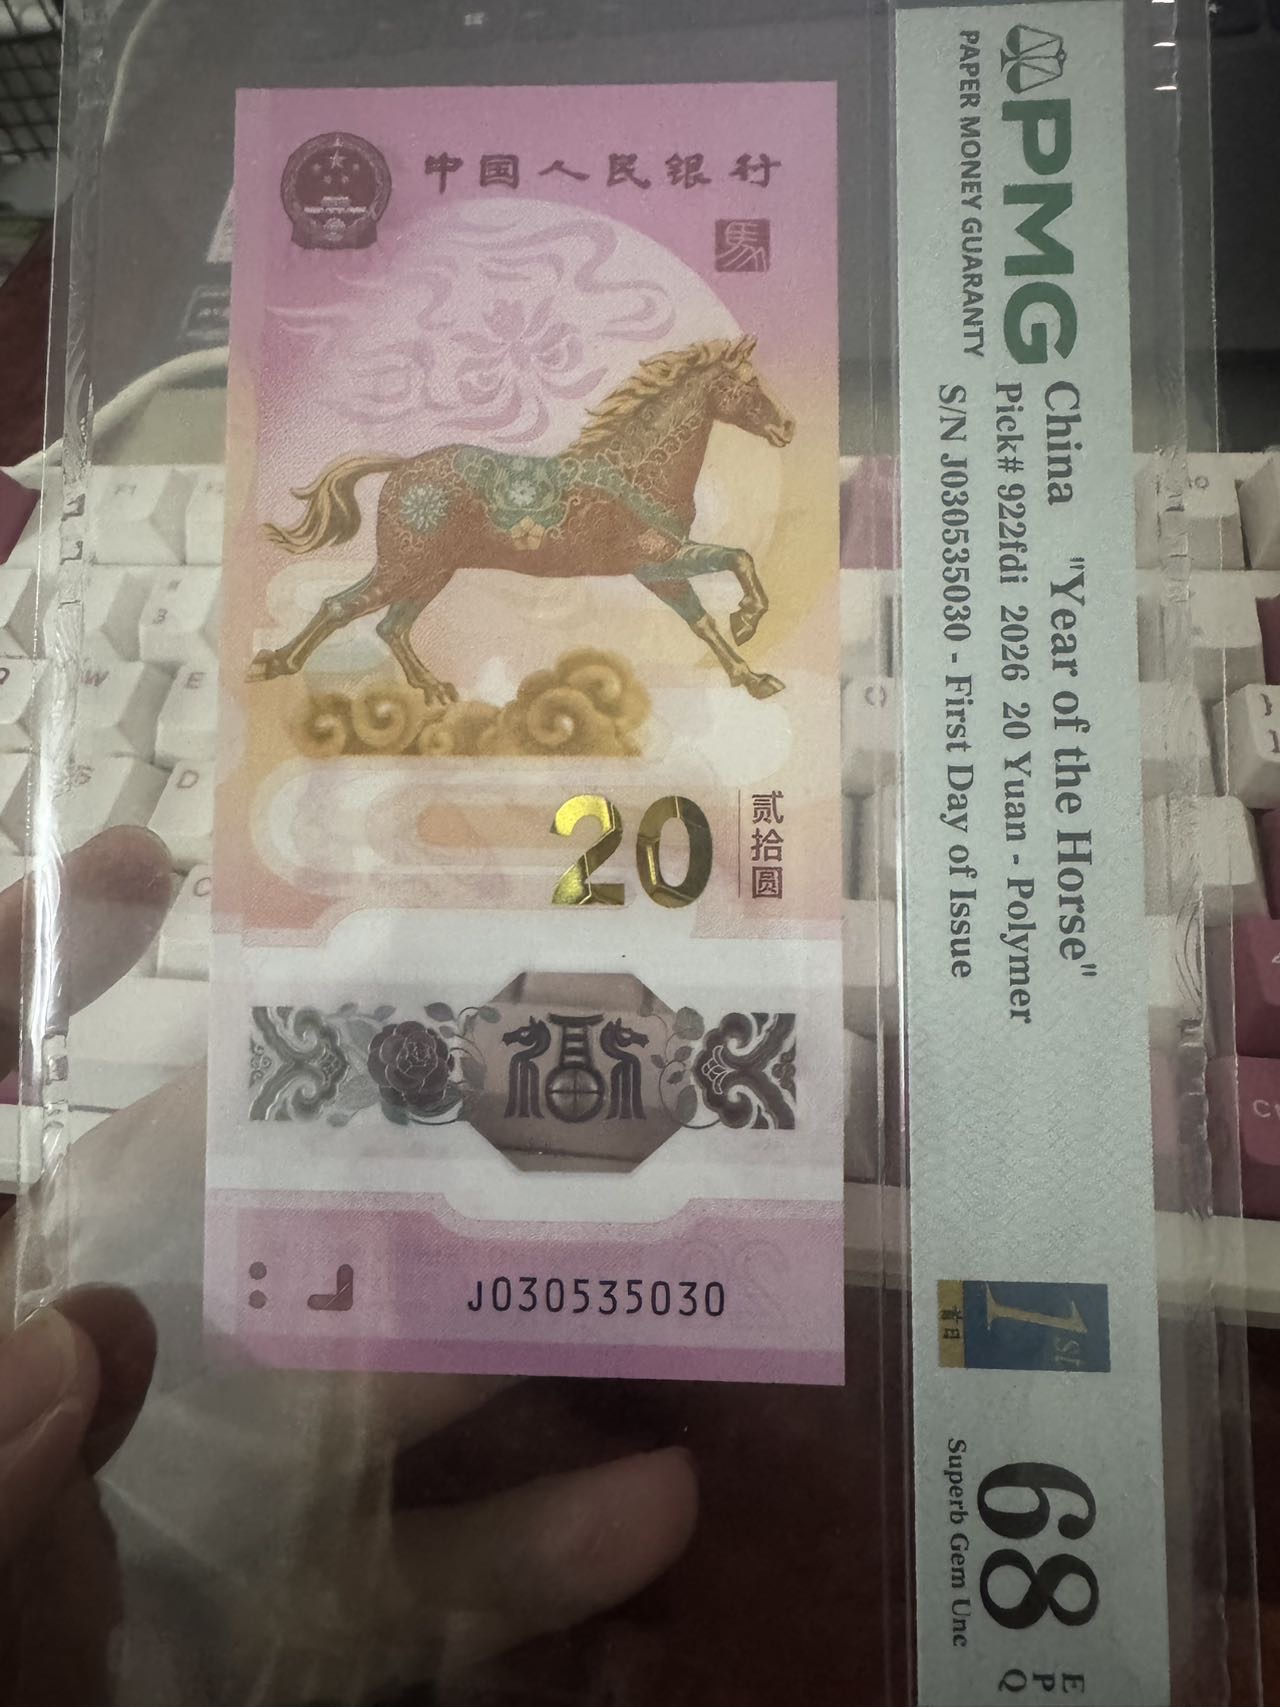 中国人民银行
馬
20
贰拾圆
J030535030
PMG
PAPER MONEY GUARANTY
China "Year of the Horse"
Pick# 922fdi 2026 20 Yuan - Polymer
S/N J030535030 - First Day of Issue
1st
首日
68
EPQ
Superb Gem Unc
F1
3
W
E
D
C